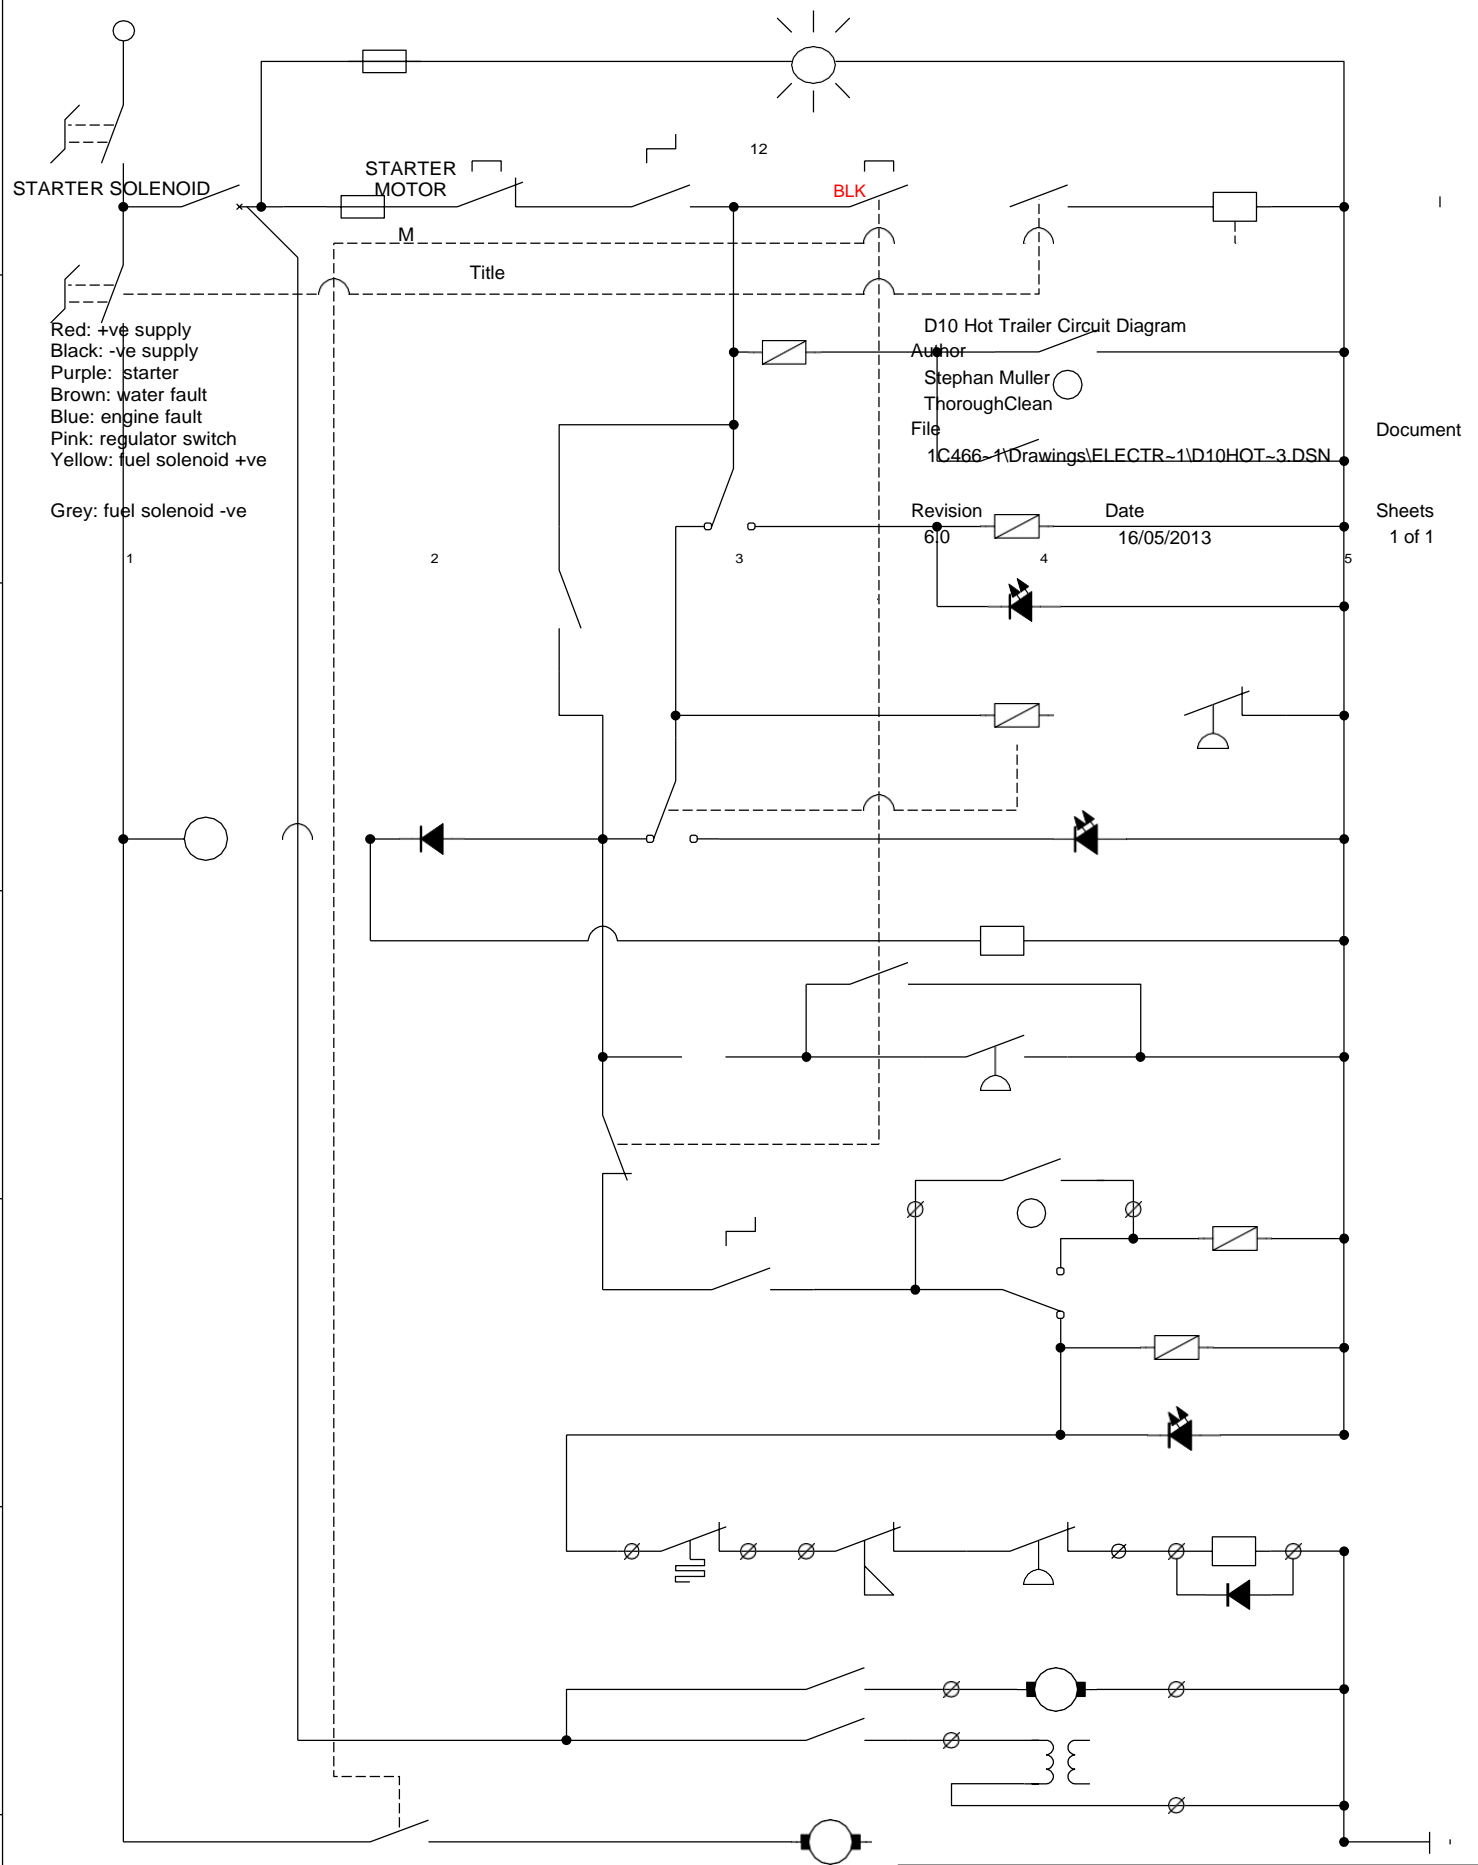 12
STARTER
MOTOR
STARTER SOLENOID
BLK
M
Title
Red: +ve supply
Black: -ve supply
Purple: starter
Brown: water fault
Blue: engine fault
Pink: regulator switch
Yellow: fuel solenoid +ve
Grey: fuel solenoid -ve
D10 Hot Trailer Circuit Diagram
Author
Stephan Muller
ThoroughClean
File
1C466~1\Drawings\ELECTR~1\D10HOT~3.DSN
Document
Revision
6.0
Date
16/05/2013
Sheets
1 of 1
1
2
3
4
5